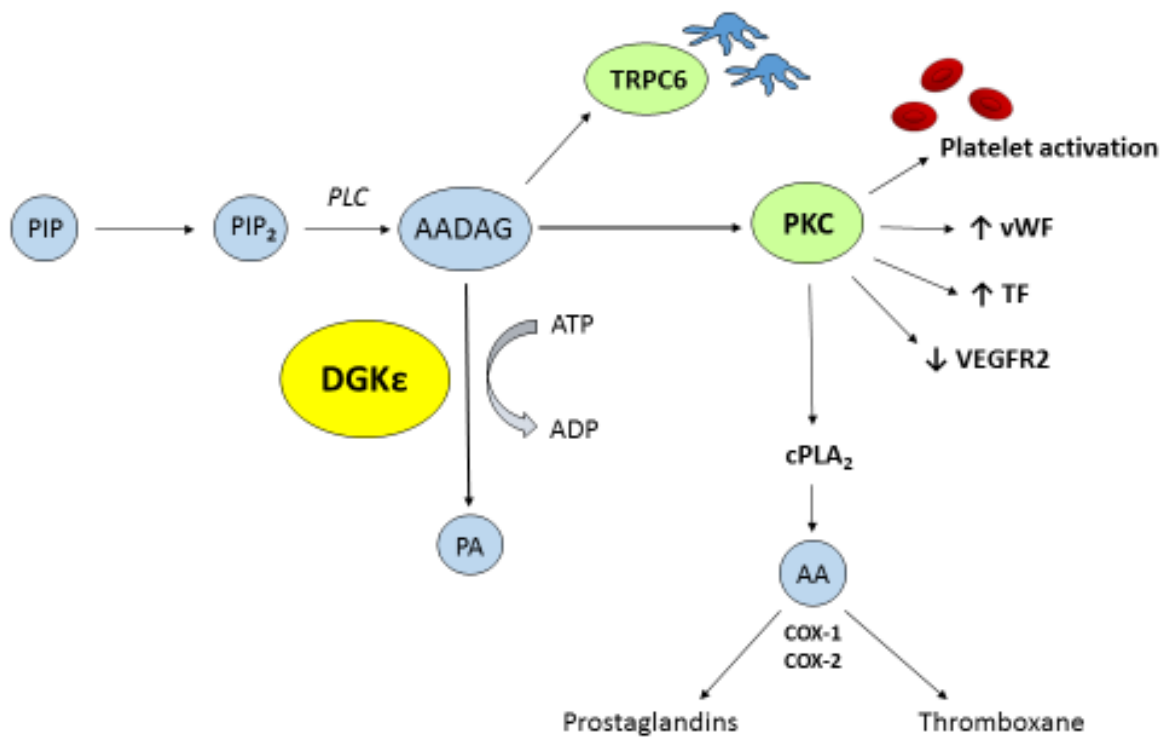 TRPC6
Platelet activation
PIP
PIP₂
PLC
AADAG
PKC
↑ vWF
↑ TF
↓ VEGFR2
DGKε
ATP
ADP
cPLA₂
PA
AA
COX-1
COX-2
Prostaglandins
Thromboxane